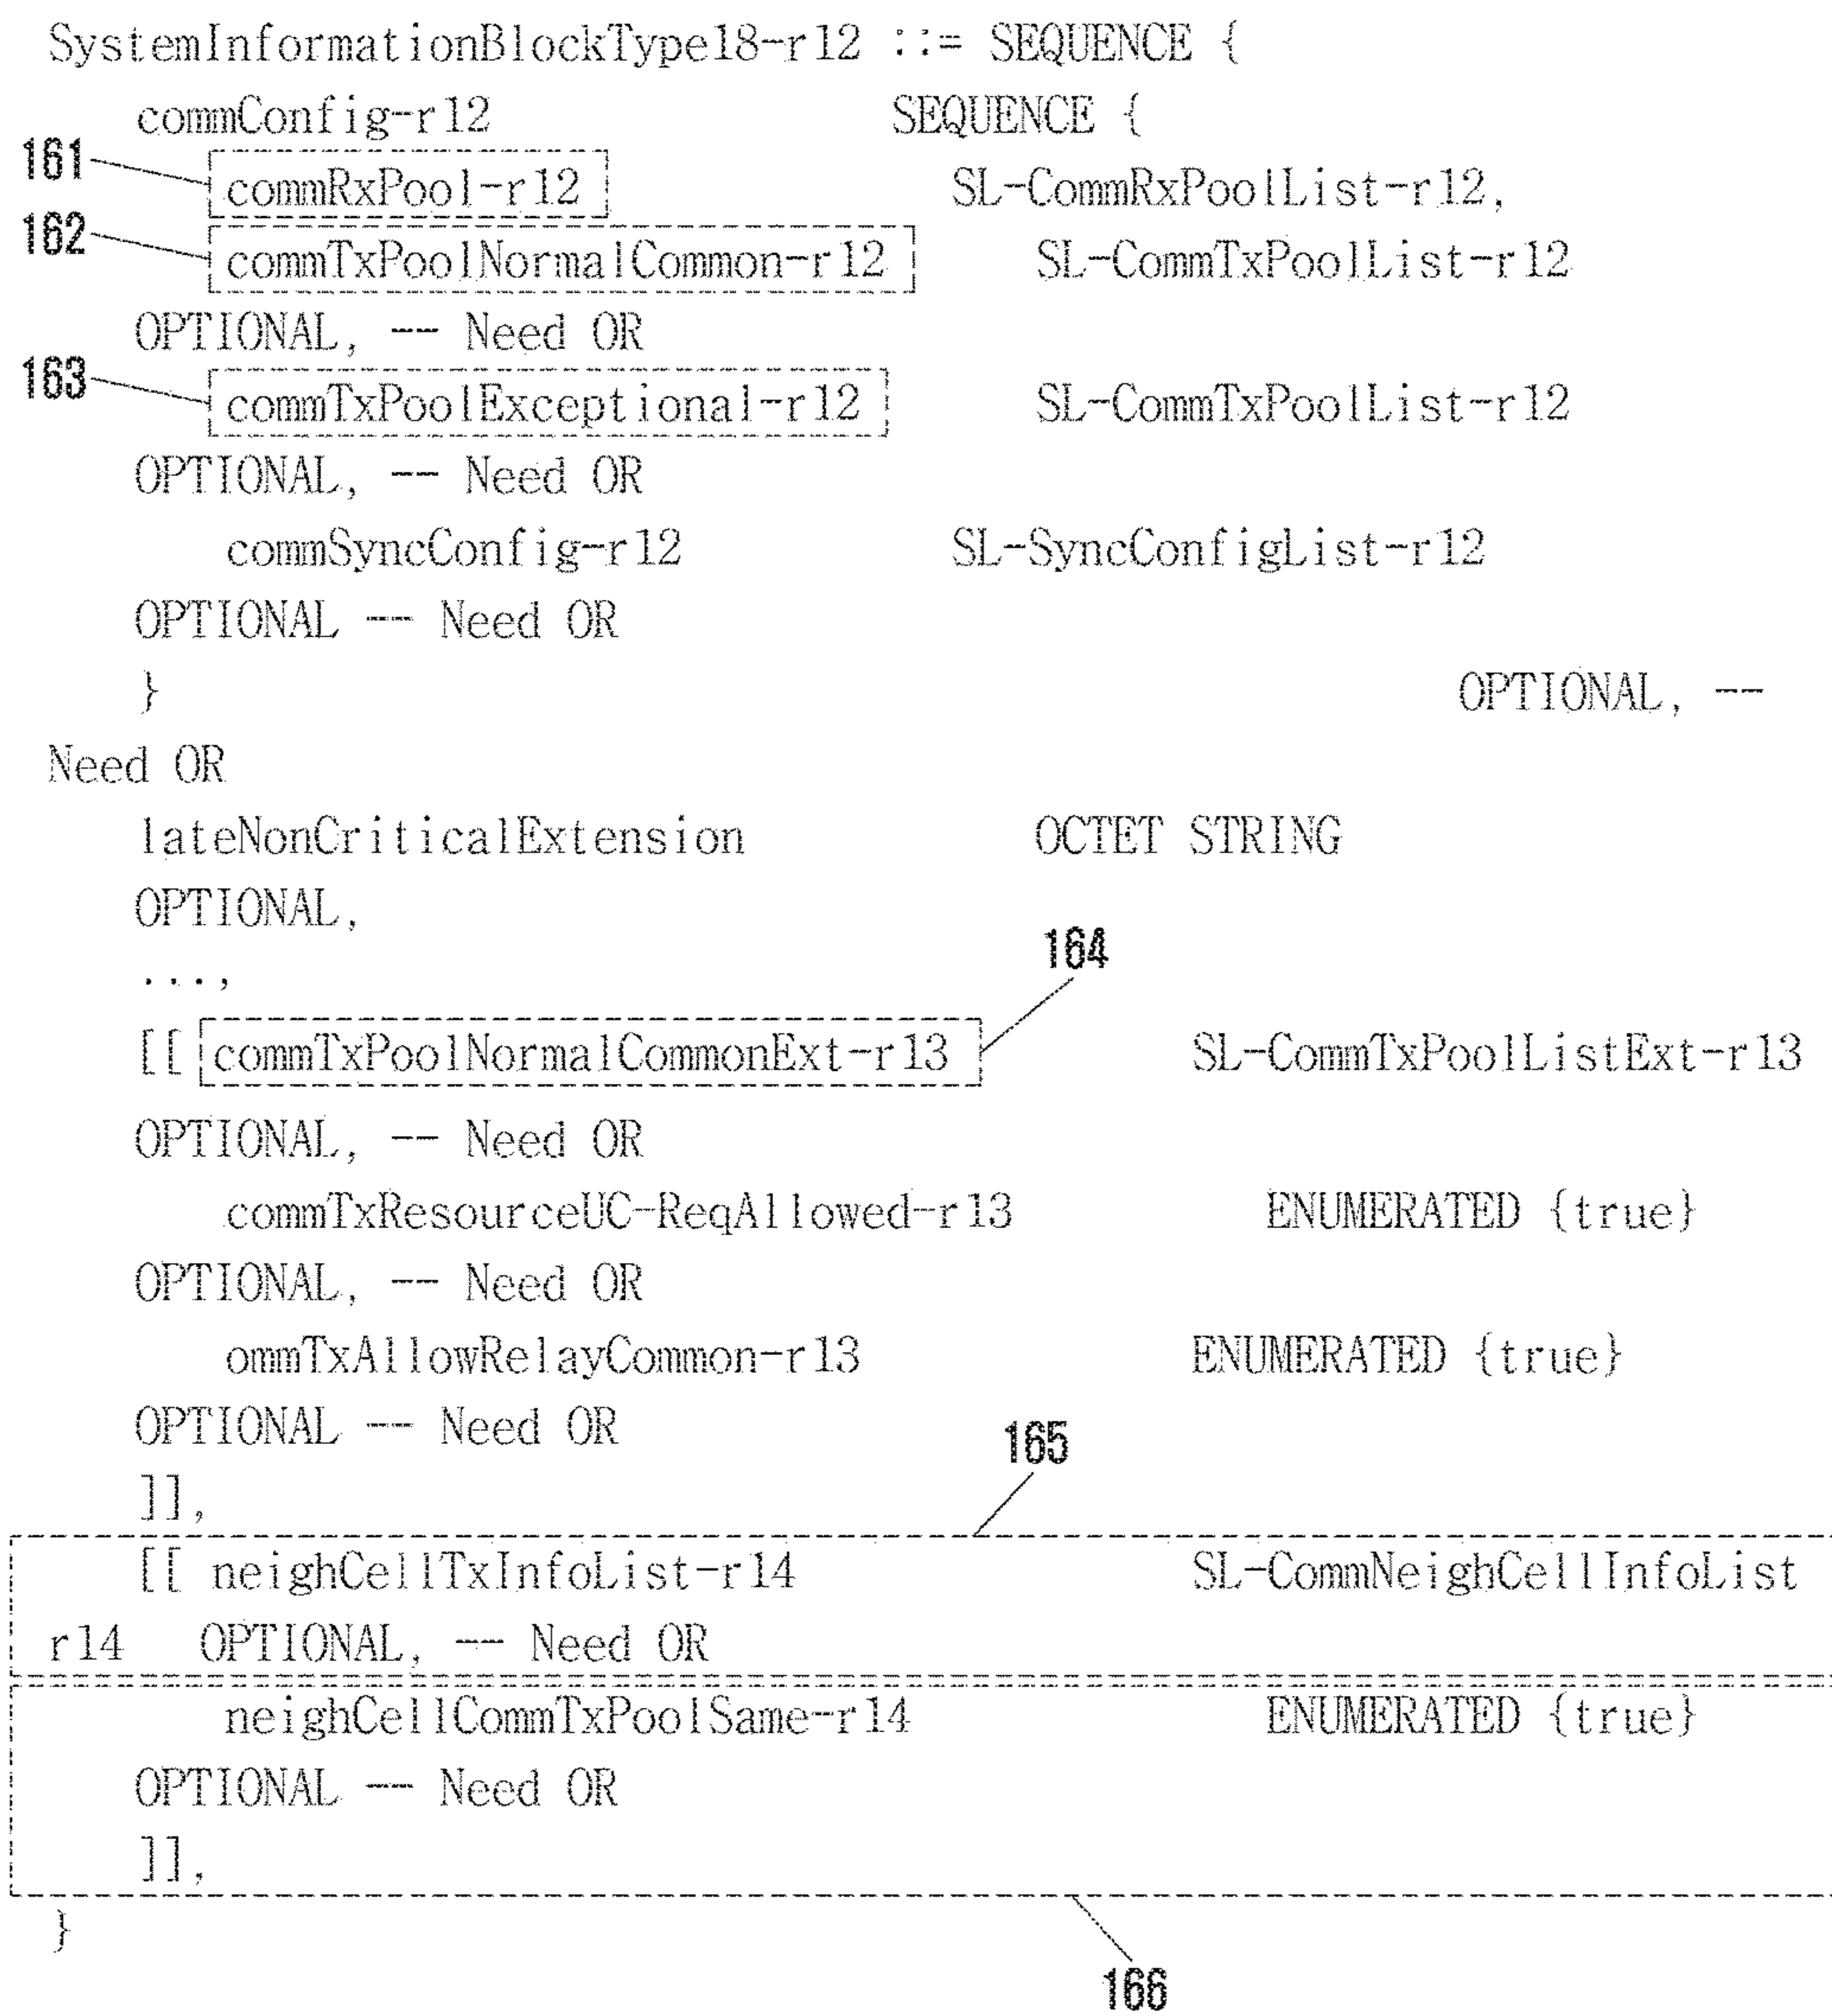 SystemInformationBlockType18-r12 ::= SEQUENCE {
commConfig-r12 SEQUENCE {
161 commRxPool-r12 SL-CommRxPoolList-r12,
162 commTxPoolNormalCommon-r12 SL-CommTxPoolList-r12
OPTIONAL, -- Need OR
163 commTxPoolExceptional-r12 SL-CommTxPoolList-r12
OPTIONAL, -- Need OR
commSyncConfig-r12 SL-SyncConfigList-r12
OPTIONAL -- Need OR
} OPTIONAL, --
Need OR
lateNonCriticalExtension OCTET STRING
OPTIONAL,
...,
164
[[ commTxPoolNormalCommonExt-r13 SL-CommTxPoolListExt-r13
OPTIONAL, -- Need OR
commTxResourceUC-ReqAllowed-r13 ENUMERATED {true}
OPTIONAL, -- Need OR
ommTxAllowRelayCommon-r13 ENUMERATED {true}
OPTIONAL -- Need OR
165
]],
[[ neighCellTxInfoList-r14 SL-CommNeighCellInfoList
r14 OPTIONAL, -- Need OR
neighCellCommTxPoolSame-r14 ENUMERATED {true}
OPTIONAL -- Need OR
]],
}
166